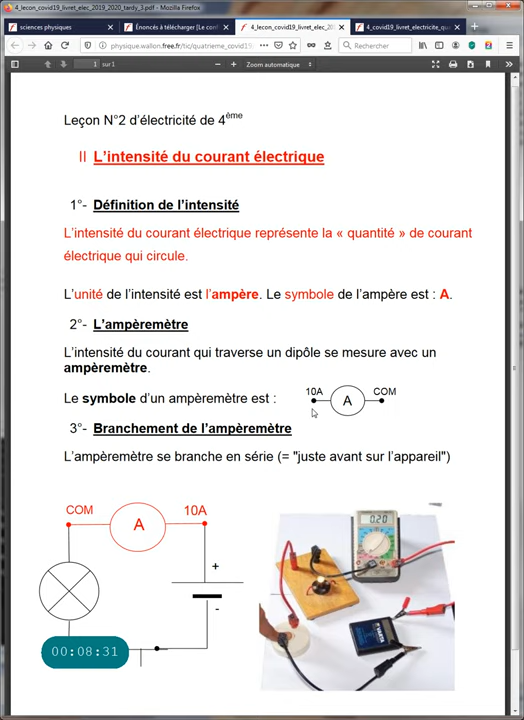 4_lecon_covid19_livret_elec_2019_2020_tardy_3.pdf - Mozilla Firefox
sciences physiques
Énoncés à télécharger [Le conf
4_lecon_covid19_livret_elec_20
4_covid19_livret_electricite_qua
physique.wallon.free.fr/tic/quatrieme_covid19
1 sur 1
Zoom automatique
Leçon N°2 d’électricité de 4ème
II L’intensité du courant électrique
1°- Définition de l’intensité
L’intensité du courant électrique représente la « quantité » de courant
électrique qui circule.
L’unité de l’intensité est l’ampère. Le symbole de l’ampère est : A.
2°- L’ampèremètre
L’intensité du courant qui traverse un dipôle se mesure avec un
ampèremètre.
Le symbole d’un ampèremètre est :
10A A COM
3°- Branchement de l’ampèremètre
L’ampèremètre se branche en série (= "juste avant sur l’appareil")
COM A 10A
+
-
0.20
VARTA
00:08:31